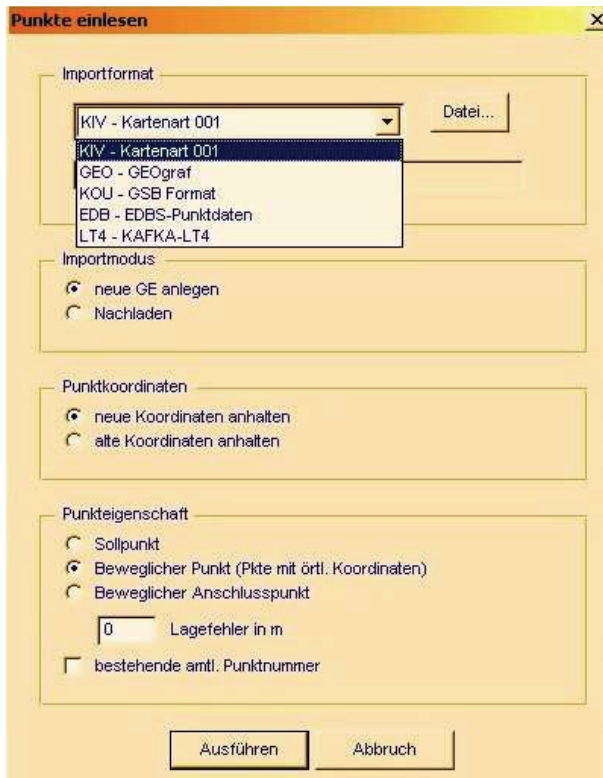 Punkte einlesen
Importformat
KIV - Kartenart 001
Datei...
KIV - Kartenart 001
GEO - GEOgraf
KOU - GSB Format
EDB - EDBS-Punktdaten
LT4 - KAFKA-LT4
Importmodus
neue GE anlegen
Nachladen
Punktkoordinaten
neue Koordinaten anhalten
alte Koordinaten anhalten
Punkteigenschaft
Sollpunkt
Beweglicher Punkt (Pkte mit örtl. Koordinaten)
Beweglicher Anschlusspunkt
0 Lagefehler in m
bestehende amtl. Punktnummer
Ausführen Abbruch